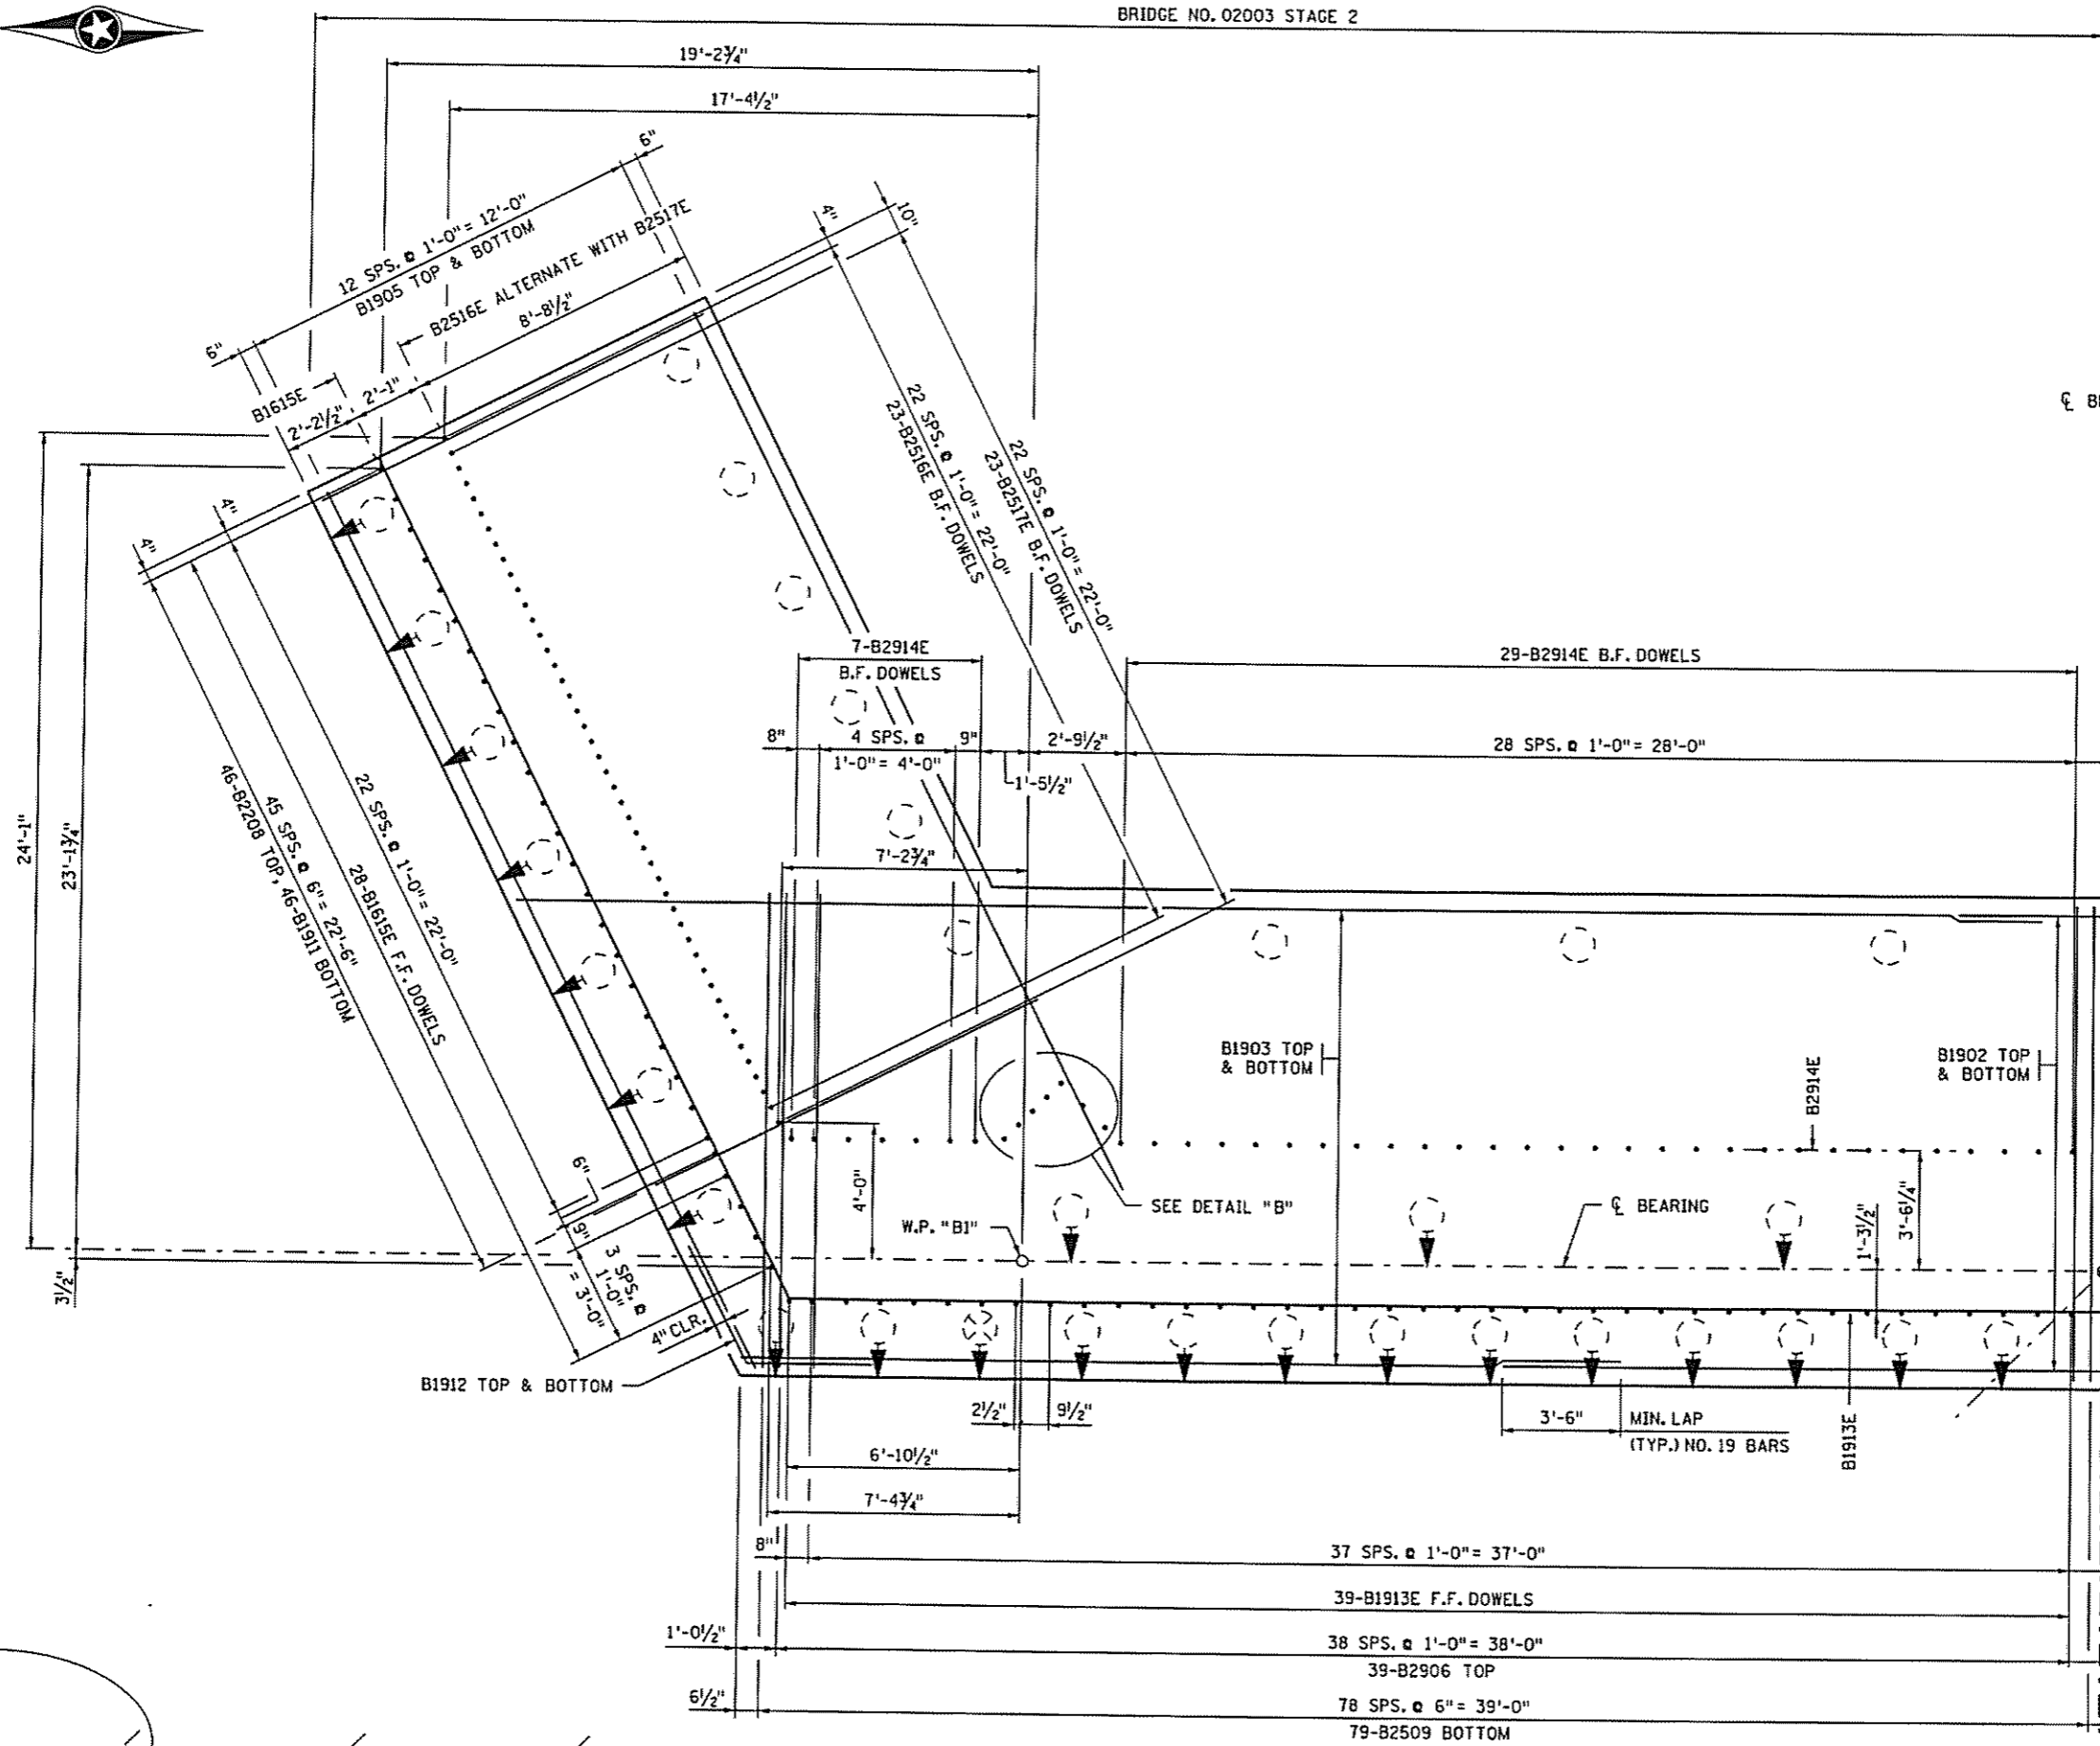 BRIDGE NO. 02003 STAGE 2
19'-2¾"
17'-4½"
6"
12 SPS. @ 1'-0" = 12'-0"
B1905 TOP & BOTTOM
B2516E ALTERNATE WITH B2517E
8'-8½"
6"
B1615E
2'-2½"
2'-1"
4"
10"
22 SPS. @ 1'-0" = 22'-0"
23-B2516E B.F. DOWELS
22 SPS. @ 1'-0" = 22'-0"
23-B2517E B.F. DOWELS
4"
4"
24'-1"
23'-1¾"
3½"
22 SPS. @ 1'-0" = 22'-0"
28-B1615E F.F. DOWELS
45 SPS. @ 6" = 22'-6"
46-B2208 TOP, 46-B1911 BOTTOM
7-B2914E
B.F. DOWELS
29-B2914E B.F. DOWELS
8"
4 SPS. @
1'-0" = 4'-0"
9"
1'-5½"
2'-9½"
28 SPS. @ 1'-0" = 28'-0"
7'-2¾"
B1903 TOP
& BOTTOM
B2914E
B1902 TOP
& BOTTOM
4'-0"
SEE DETAIL "B"
W.P. "B1"
℄ BEARING
1'-3½"
3'-6¼"
6"
9"
3 SPS. @
1'-0"
= 3'-0"
4" CLR.
B1912 TOP & BOTTOM
2½"
9½"
3'-6"
MIN. LAP
(TYP.) NO. 19 BARS
B1913E
6'-10½"
7'-4¾"
8"
37 SPS. @ 1'-0" = 37'-0"
39-B1913E F.F. DOWELS
1'-0½"
38 SPS. @ 1'-0" = 38'-0"
39-B2906 TOP
6½"
78 SPS. @ 6" = 39'-0"
79-B2509 BOTTOM